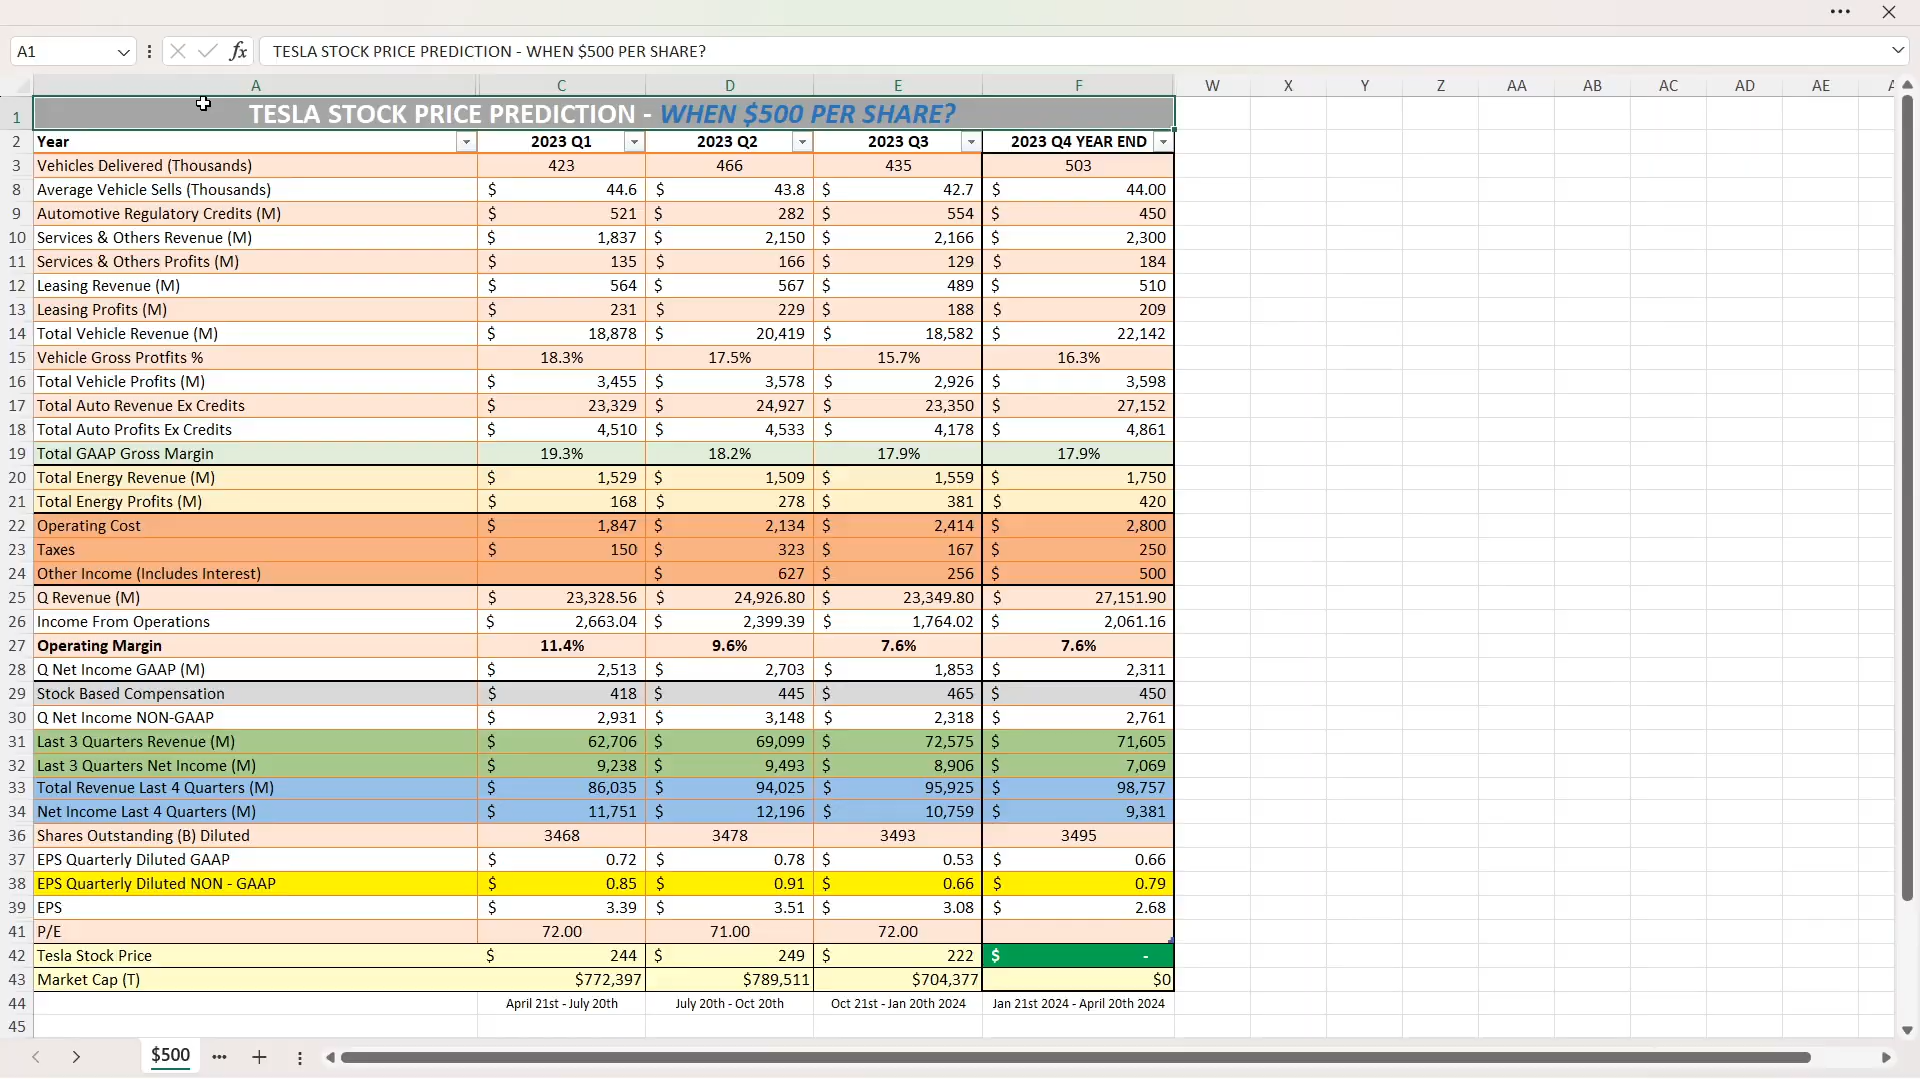 A1 fx TESLA STOCK PRICE PREDICTION - WHEN $500 PER SHARE?
A C D E F W X Y Z AA AB AC AD AE
1 TESLA STOCK PRICE PREDICTION - WHEN $500 PER SHARE?
2 Year 2023 Q1 2023 Q2 2023 Q3 2023 Q4 YEAR END
3 Vehicles Delivered (Thousands) 423 466 435 503
8 Average Vehicle Sells (Thousands) $ 44.6 $ 43.8 $ 42.7 $ 44.00
9 Automotive Regulatory Credits (M) $ 521 $ 282 $ 554 $ 450
10 Services & Others Revenue (M) $ 1,837 $ 2,150 $ 2,166 $ 2,300
11 Services & Others Profits (M) $ 135 $ 166 $ 129 $ 184
12 Leasing Revenue (M) $ 564 $ 567 $ 489 $ 510
13 Leasing Profits (M) $ 231 $ 229 $ 188 $ 209
14 Total Vehicle Revenue (M) $ 18,878 $ 20,419 $ 18,582 $ 22,142
15 Vehicle Gross Protfits % 18.3% 17.5% 15.7% 16.3%
16 Total Vehicle Profits (M) $ 3,455 $ 3,578 $ 2,926 $ 3,598
17 Total Auto Revenue Ex Credits $ 23,329 $ 24,927 $ 23,350 $ 27,152
18 Total Auto Profits Ex Credits $ 4,510 $ 4,533 $ 4,178 $ 4,861
19 Total GAAP Gross Margin 19.3% 18.2% 17.9% 17.9%
20 Total Energy Revenue (M) $ 1,529 $ 1,509 $ 1,559 $ 1,750
21 Total Energy Profits (M) $ 168 $ 278 $ 381 $ 420
22 Operating Cost $ 1,847 $ 2,134 $ 2,414 $ 2,800
23 Taxes $ 150 $ 323 $ 167 $ 250
24 Other Income (Includes Interest) $ 627 $ 256 $ 500
25 Q Revenue (M) $ 23,328.56 $ 24,926.80 $ 23,349.80 $ 27,151.90
26 Income From Operations $ 2,663.04 $ 2,399.39 $ 1,764.02 $ 2,061.16
27 Operating Margin 11.4% 9.6% 7.6% 7.6%
28 Q Net Income GAAP (M) $ 2,513 $ 2,703 $ 1,853 $ 2,311
29 Stock Based Compensation $ 418 $ 445 $ 465 $ 450
30 Q Net Income NON-GAAP $ 2,931 $ 3,148 $ 2,318 $ 2,761
31 Last 3 Quarters Revenue (M) $ 62,706 $ 69,099 $ 72,575 $ 71,605
32 Last 3 Quarters Net Income (M) $ 9,238 $ 9,493 $ 8,906 $ 7,069
33 Total Revenue Last 4 Quarters (M) $ 86,035 $ 94,025 $ 95,925 $ 98,757
34 Net Income Last 4 Quarters (M) $ 11,751 $ 12,196 $ 10,759 $ 9,381
36 Shares Outstanding (B) Diluted 3468 3478 3493 3495
37 EPS Quarterly Diluted GAAP $ 0.72 $ 0.78 $ 0.53 $ 0.66
38 EPS Quarterly Diluted NON - GAAP $ 0.85 $ 0.91 $ 0.66 $ 0.79
39 EPS $ 3.39 $ 3.51 $ 3.08 $ 2.68
41 P/E 72.00 71.00 72.00
42 Tesla Stock Price $ 244 $ 249 $ 222 $ -
43 Market Cap (T) $772,397 $789,511 $704,377 $0
44 April 21st - July 20th July 20th - Oct 20th Oct 21st - Jan 20th 2024 Jan 21st 2024 - April 20th 2024
45
$500